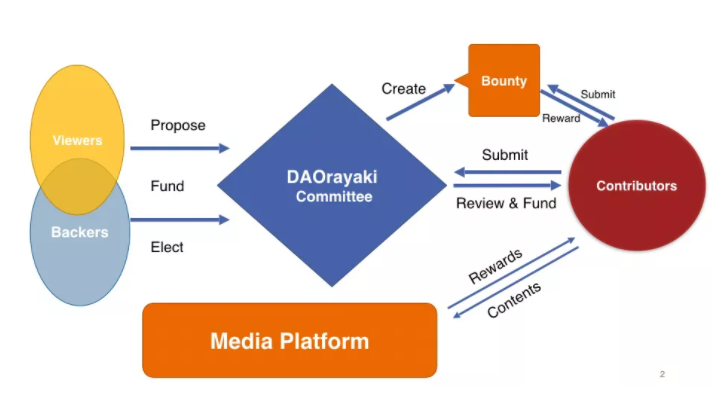 Viewers
Backers
Propose
Fund
Elect
DAOrayaki
Committee
Create
Bounty
Submit
Reward
Submit
Review & Fund
Contributors
Rewards
Contents
Media Platform
2